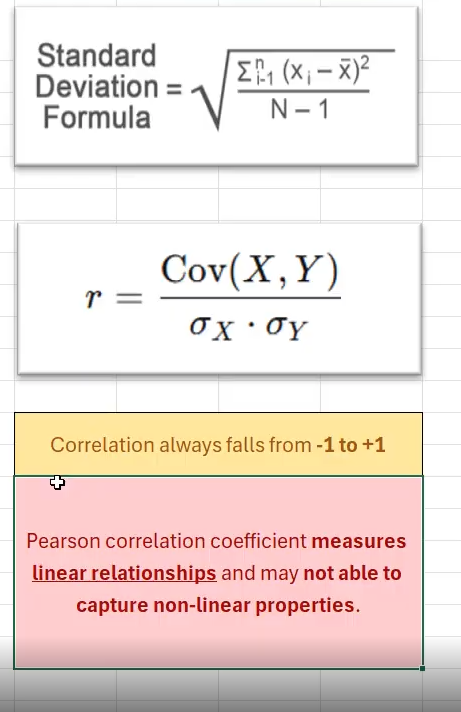 Standard
Deviation =
Formula
√ Σⁿᵢ₋₁ (xᵢ – x̄)²
N – 1
r = Cov(X, Y)
σX · σY
Correlation always falls from -1 to +1
Pearson correlation coefficient measures
linear relationships and may not able to
capture non-linear properties.